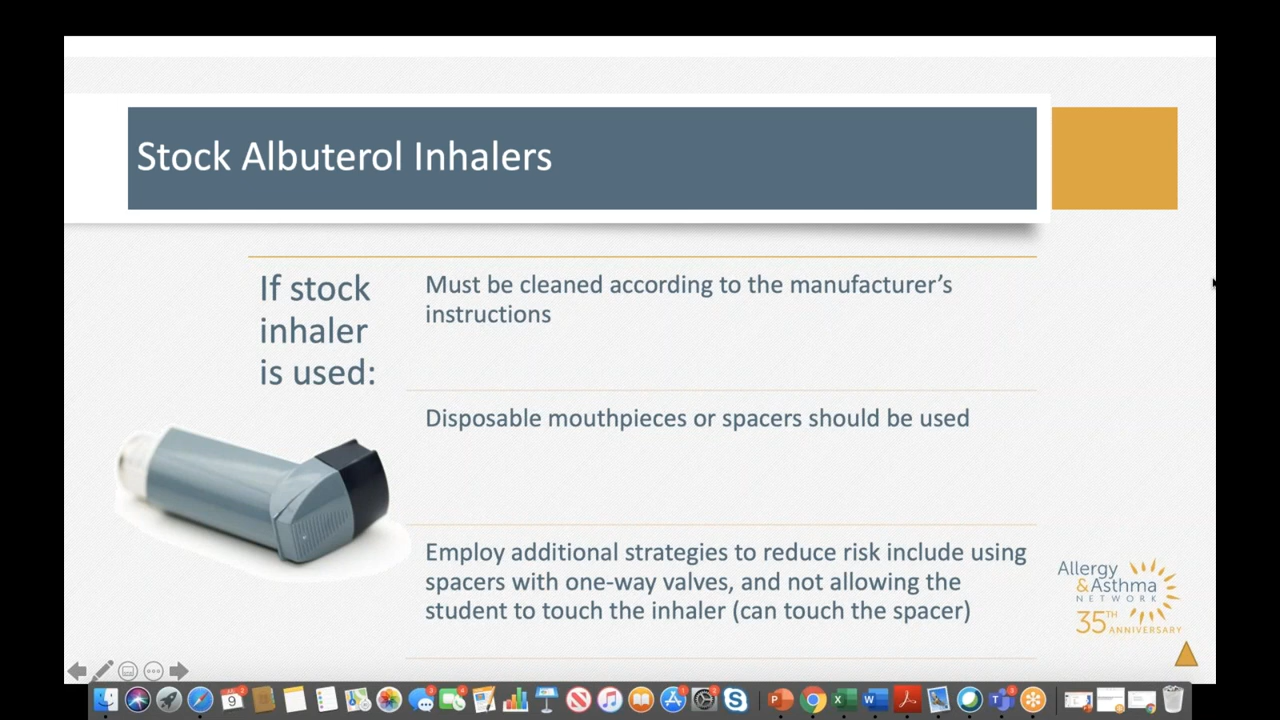 Stock Albuterol Inhalers
If stock
inhaler
is used:
Must be cleaned according to the manufacturer’s
instructions
Disposable mouthpieces or spacers should be used
Employ additional strategies to reduce risk include using
spacers with one-way valves, and not allowing the
student to touch the inhaler (can touch the spacer)
Allergy
&Asthma
NETWORK
35TH ANNIVERSARY
9